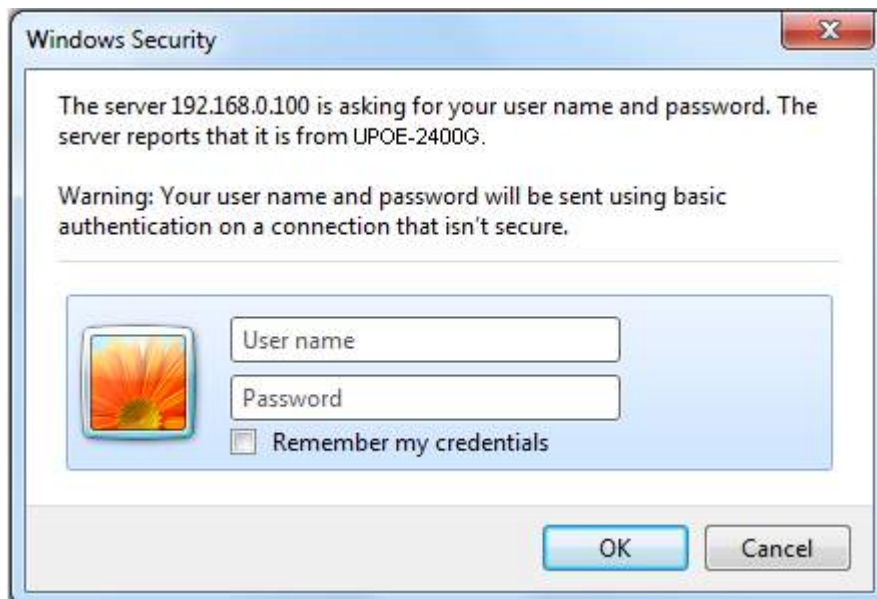 Windows Security
The server 192.168.0.100 is asking for your user name and password. The
server reports that it is from UPOE-2400G.
Warning: Your user name and password will be sent using basic
authentication on a connection that isn't secure.
User name
Password
Remember my credentials
OK
Cancel